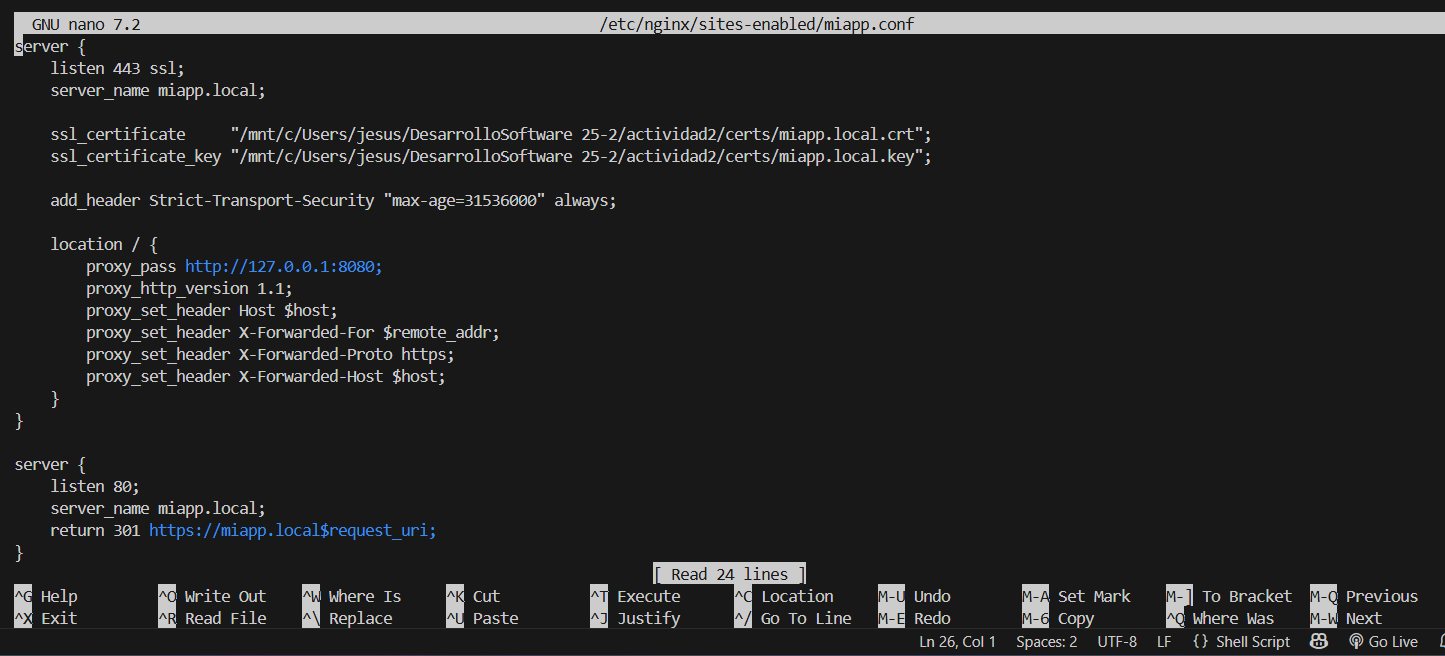 GNU nano 7.2 /etc/nginx/sites-enabled/miapp.conf
server {
    listen 443 ssl;
    server_name miapp.local;

    ssl_certificate     "/mnt/c/Users/jesus/DesarrolloSoftware 25-2/actividad2/certs/miapp.local.crt";
    ssl_certificate_key "/mnt/c/Users/jesus/DesarrolloSoftware 25-2/actividad2/certs/miapp.local.key";

    add_header Strict-Transport-Security "max-age=31536000" always;

    location / {
        proxy_pass http://127.0.0.1:8080;
        proxy_http_version 1.1;
        proxy_set_header Host $host;
        proxy_set_header X-Forwarded-For $remote_addr;
        proxy_set_header X-Forwarded-Proto https;
        proxy_set_header X-Forwarded-Host $host;
    }
}

server {
    listen 80;
    server_name miapp.local;
    return 301 https://miapp.local$request_uri;
}
[ Read 24 lines ]
^G Help ^O Write Out ^W Where Is ^K Cut ^T Execute ^C Location M-U Undo M-A Set Mark M-] To Bracket M-Q Previous
^X Exit ^R Read File ^\ Replace ^U Paste ^J Justify ^/ Go To Line M-E Redo M-6 Copy ^Q Where Was M-W Next
Ln 26, Col 1 Spaces: 2 UTF-8 LF {} Shell Script Go Live